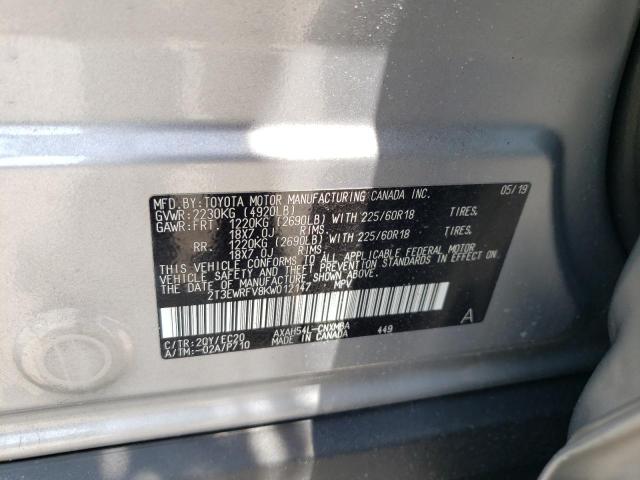 MFD.BY:TOYOTA MOTOR MANUFACTURING CANADA INC. 05/19
GVWR:2230KG (4920LB)
GAWR:FRT. 1220KG (2690LB) WITH 225/60R18 TIRES.
18X7.0J RIMS.
RR. 1220KG (2690LB) WITH 225/60R18 TIRES.
18X7.0J RIMS.
THIS VEHICLE CONFORMS TO ALL APPLICABLE FEDERAL MOTOR
VEHICLE SAFETY AND THEFT PREVENTION STANDARDS IN EFFECT ON
THE DATE OF MANUFACTURE SHOWN ABOVE.
2T3EWRFV8KW012147 MPV
A
C/TR:2QY/EC20 AXAH54L-CNXMBA 449
A/TM:-02A/P710 MADE IN CANADA